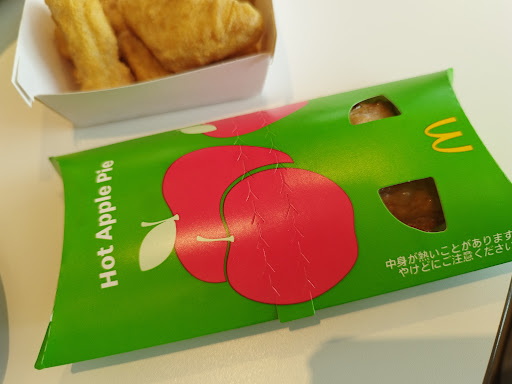 Hot Apple Pie
中身が熱いことがあります
やけどにご注意ください